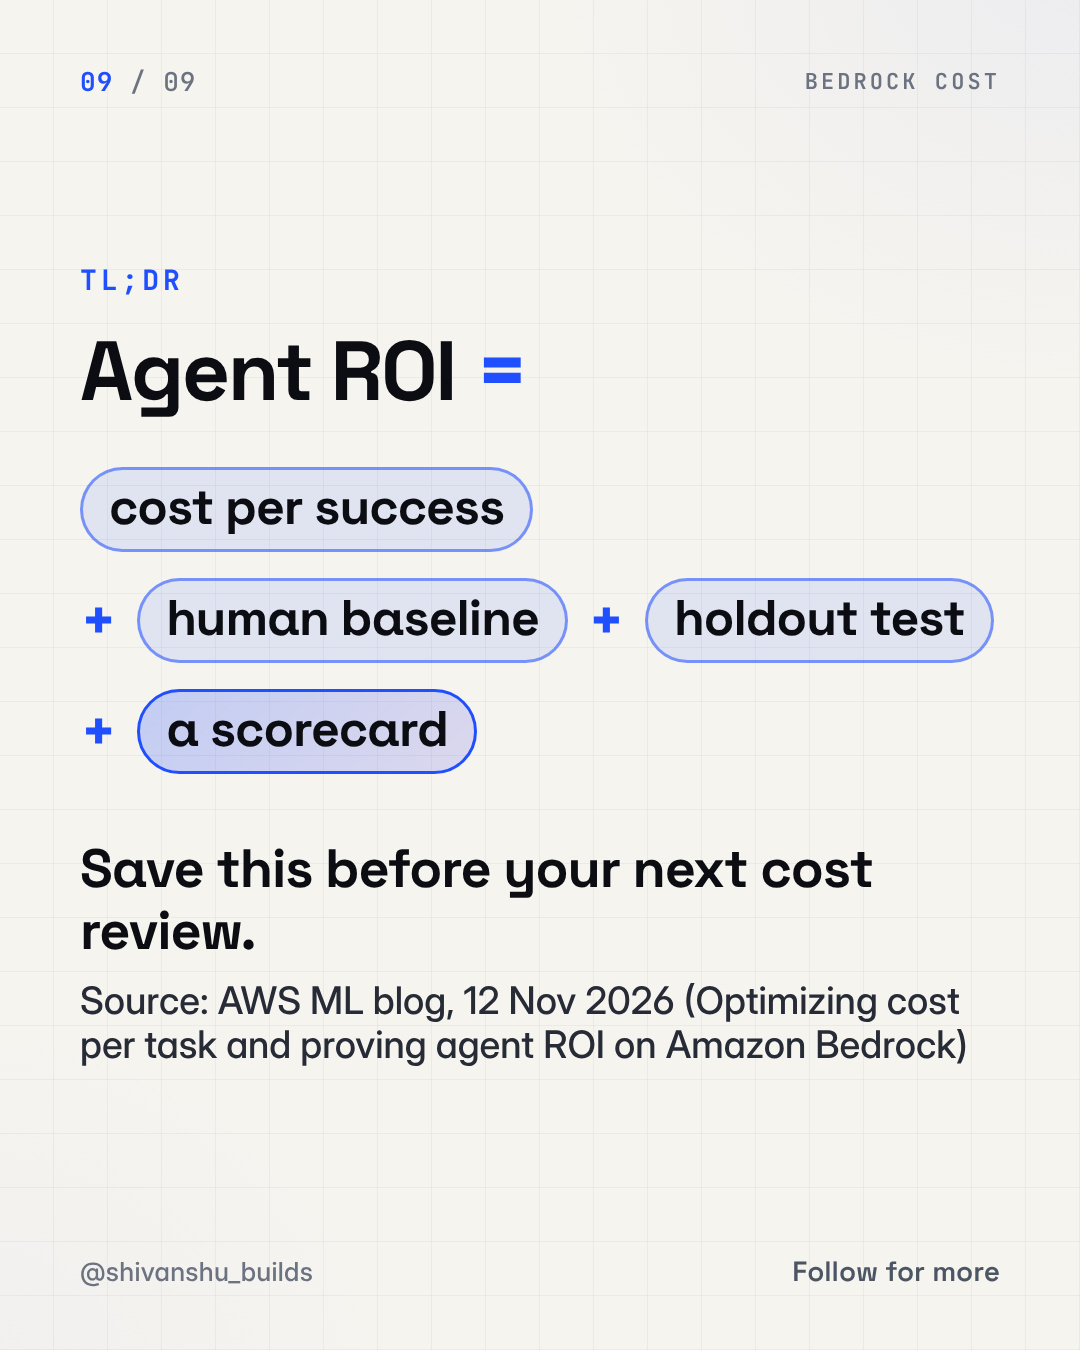 09 / 09
BEDROCK COST
TL;DR
Agent ROI =
cost per success
+ human baseline + holdout test
+ a scorecard
Save this before your next cost
review.
Source: AWS ML blog, 12 Nov 2026 (Optimizing cost
per task and proving agent ROI on Amazon Bedrock)
@shivanshu_builds
Follow for more